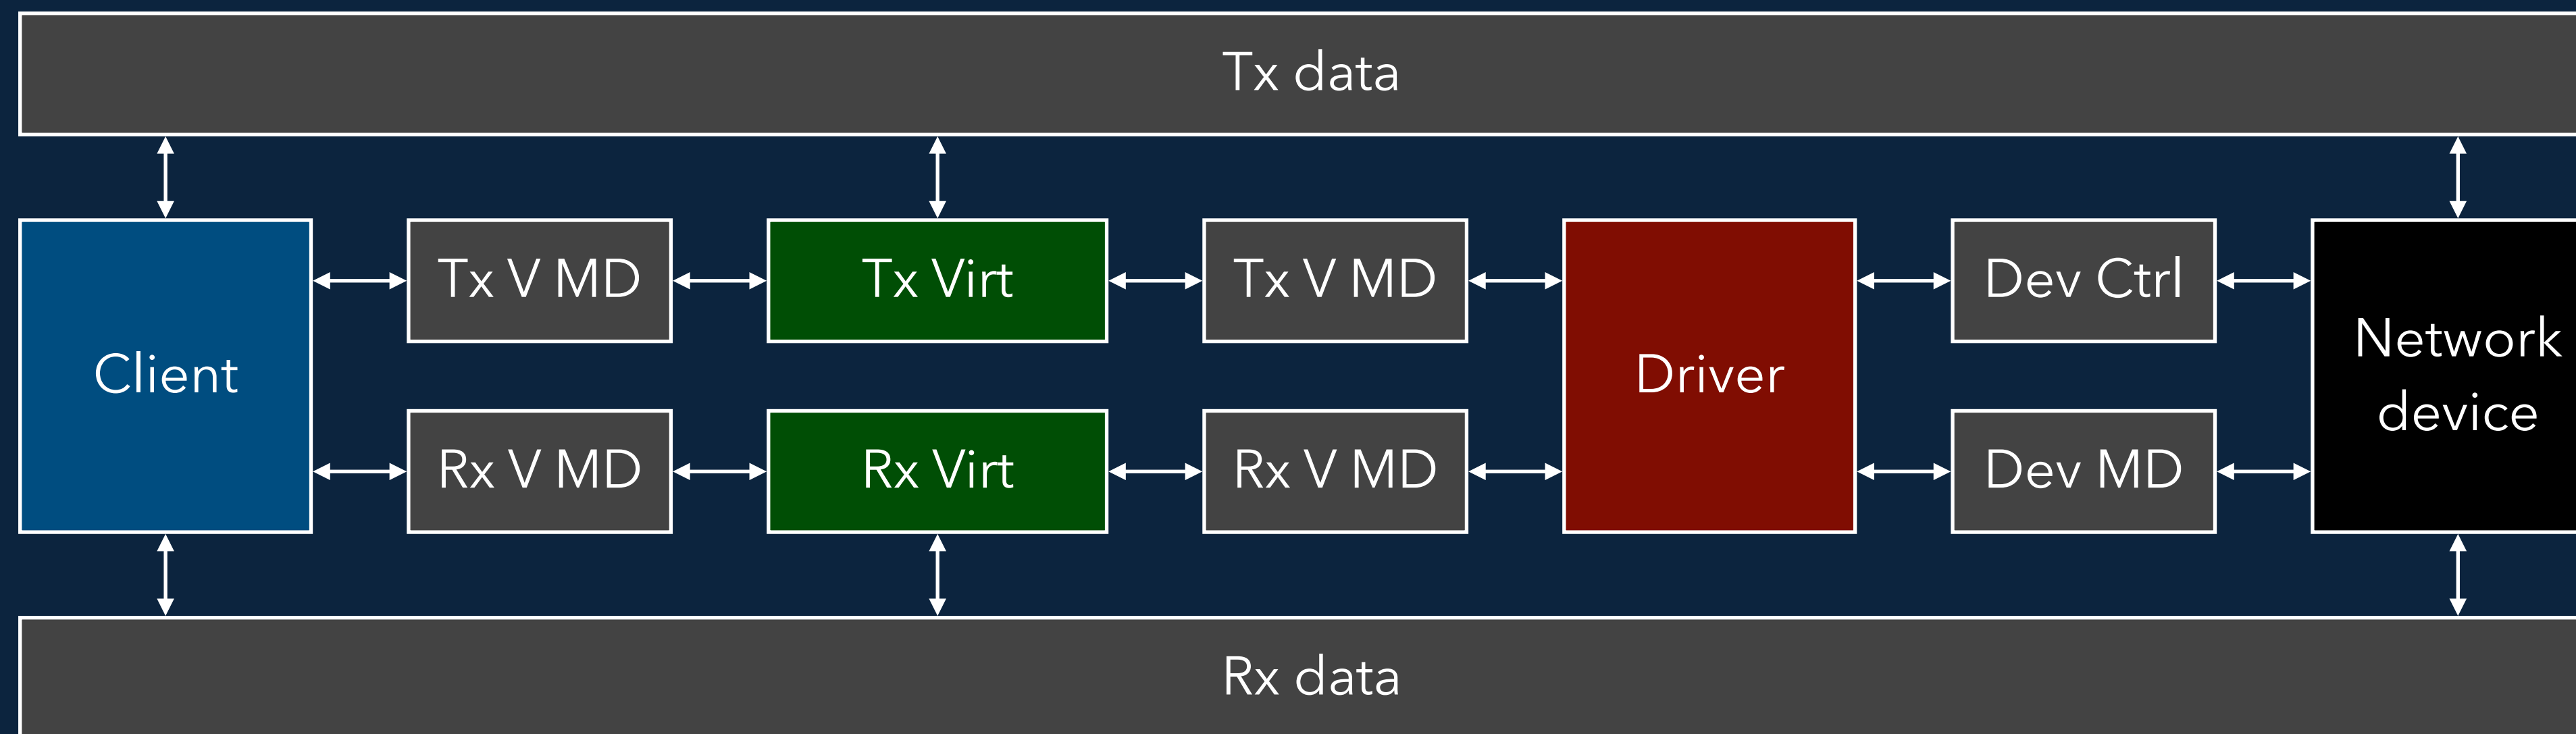 Tx data
Client
Tx V MD
Tx Virt
Tx V MD
Driver
Dev Ctrl
Network
device
Rx V MD
Rx Virt
Rx V MD
Dev MD
Rx data